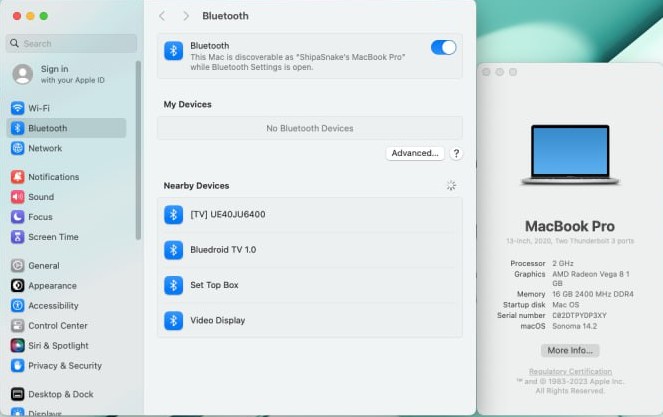 Bluetooth
Search
Sign in
with your Apple ID
Wi-Fi
Bluetooth
Network
Notifications
Sound
Focus
Screen Time
General
Appearance
Accessibility
Control Center
Siri & Spotlight
Privacy & Security
Desktop & Dock
Displays
Bluetooth
This Mac is discoverable as "ShipaSnake's MacBook Pro"
while Bluetooth Settings is open.
My Devices
No Bluetooth Devices
Advanced...
?
Nearby Devices
[TV] UE40JU6400
Bluedroid TV 1.0
Set Top Box
Video Display
MacBook Pro
13-inch, 2020, Two Thunderbolt 3 ports
Processor 2 GHz
Graphics AMD Radeon Vega 8 1
GB
Memory 16 GB 2400 MHz DDR4
Startup disk Mac OS
Serial number C02DTPYDP3XY
macOS Sonoma 14.2
More Info...
Regulatory Certification
™ and © 1983-2023 Apple Inc.
All Rights Reserved.